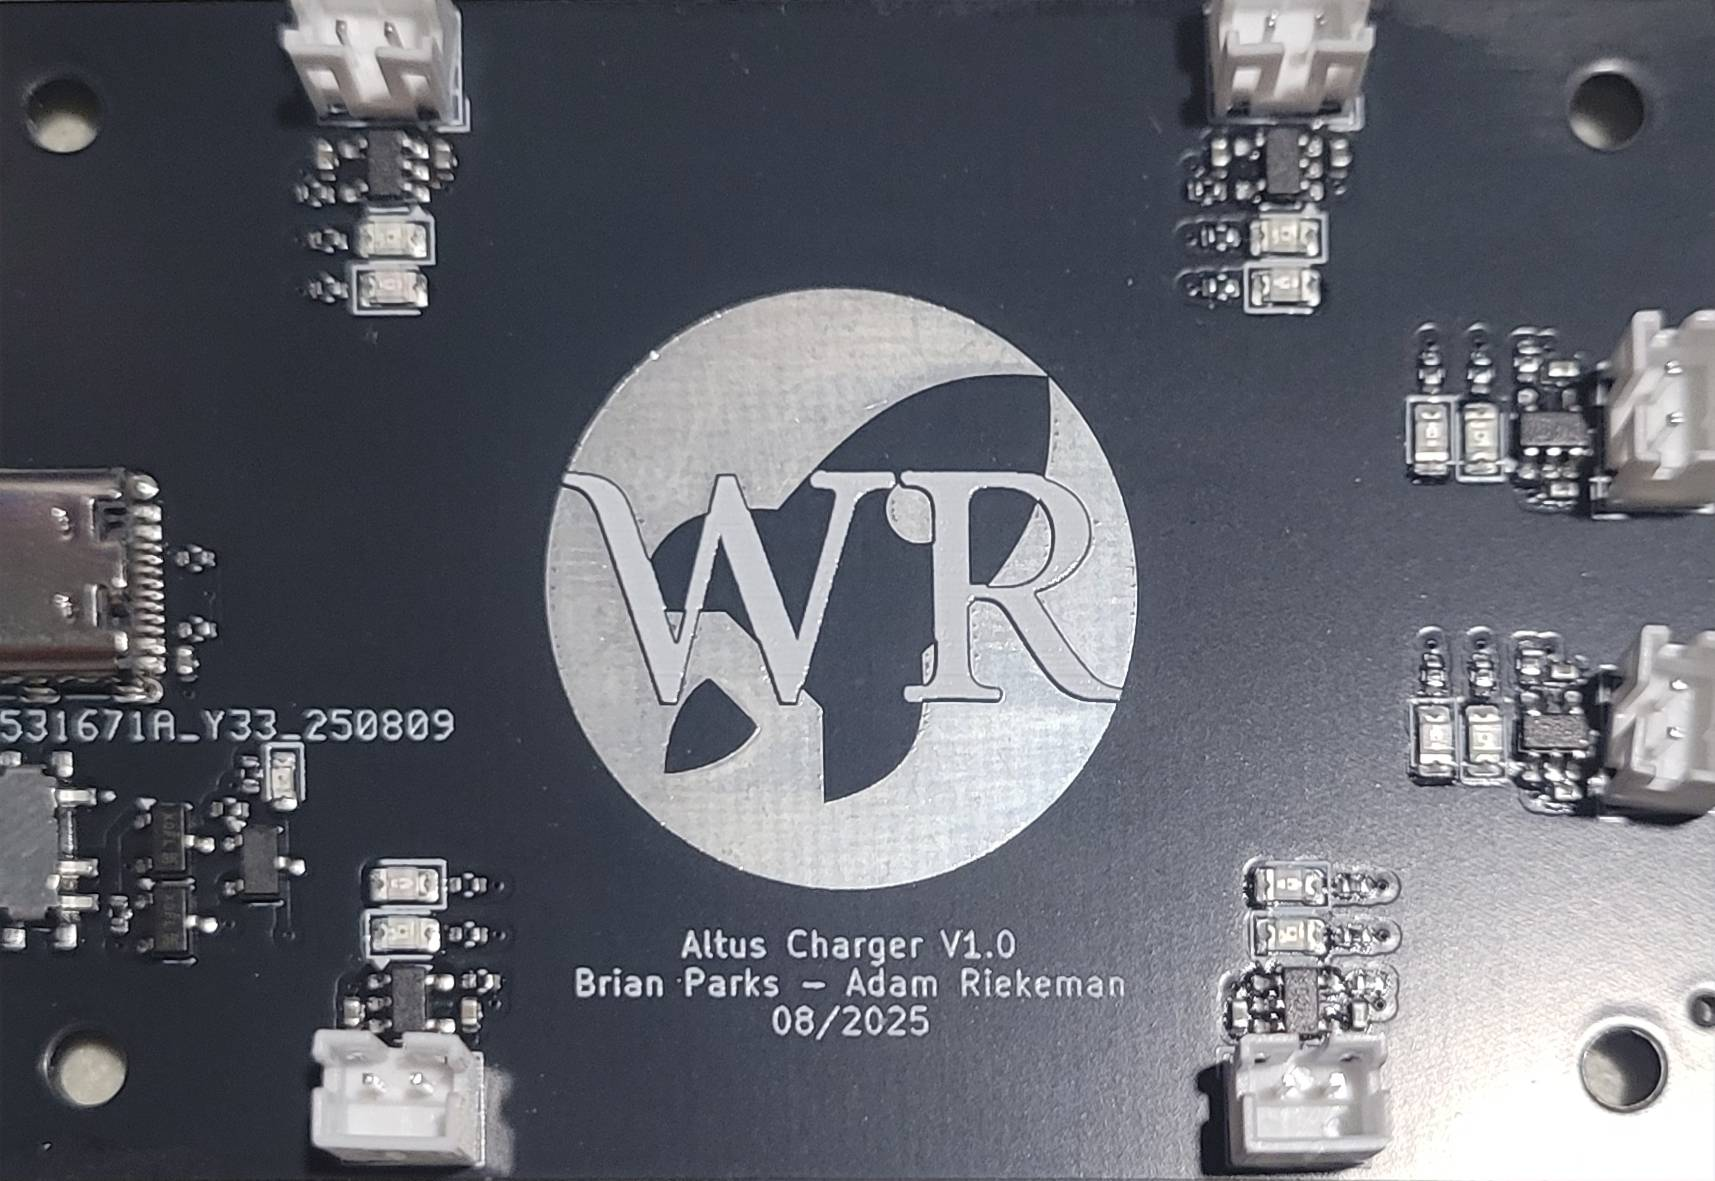 WR
531671A_Y33_250809
Altus Charger V1.0
Brian Parks - Adam Riekeman
08/2025